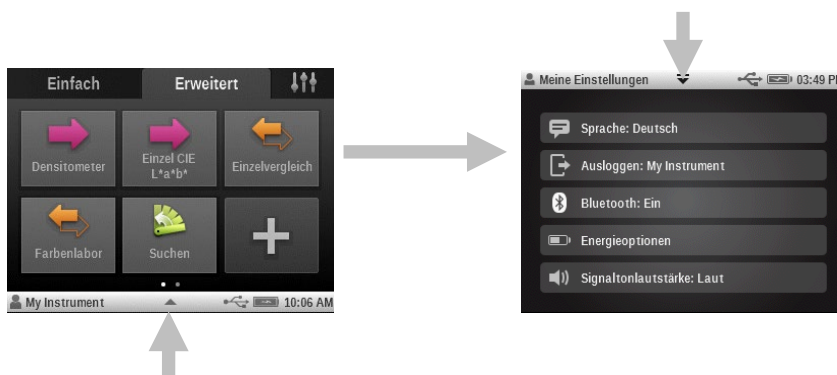 Einfach
Erweitert
Densitometer
Einzel CIE
L*a*b*
Einzelvergleich
Farbenlabor
Suchen
My Instrument
10:06 AM
Meine Einstellungen
03:49
Sprache: Deutsch
Ausloggen: My Instrument
Bluetooth: Ein
Energieoptionen
Signaltonlautstärke: Laut